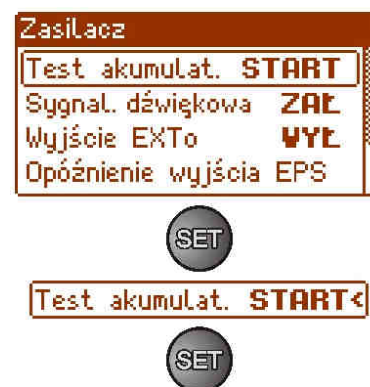 Zasilacz
Test akumulat. START
Sygnal. dźwiękowa ZAŁ
Wyjście EXTo WYŁ
Opóźnienie wyjścia EPS
SET
Test akumulat. START<
SET